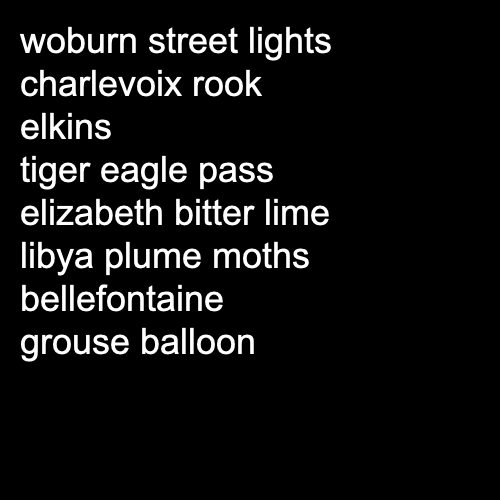 woburn street lights
charlevoix rook
elkins
tiger eagle pass
elizabeth bitter lime
libya plume moths
bellefontaine
grouse balloon